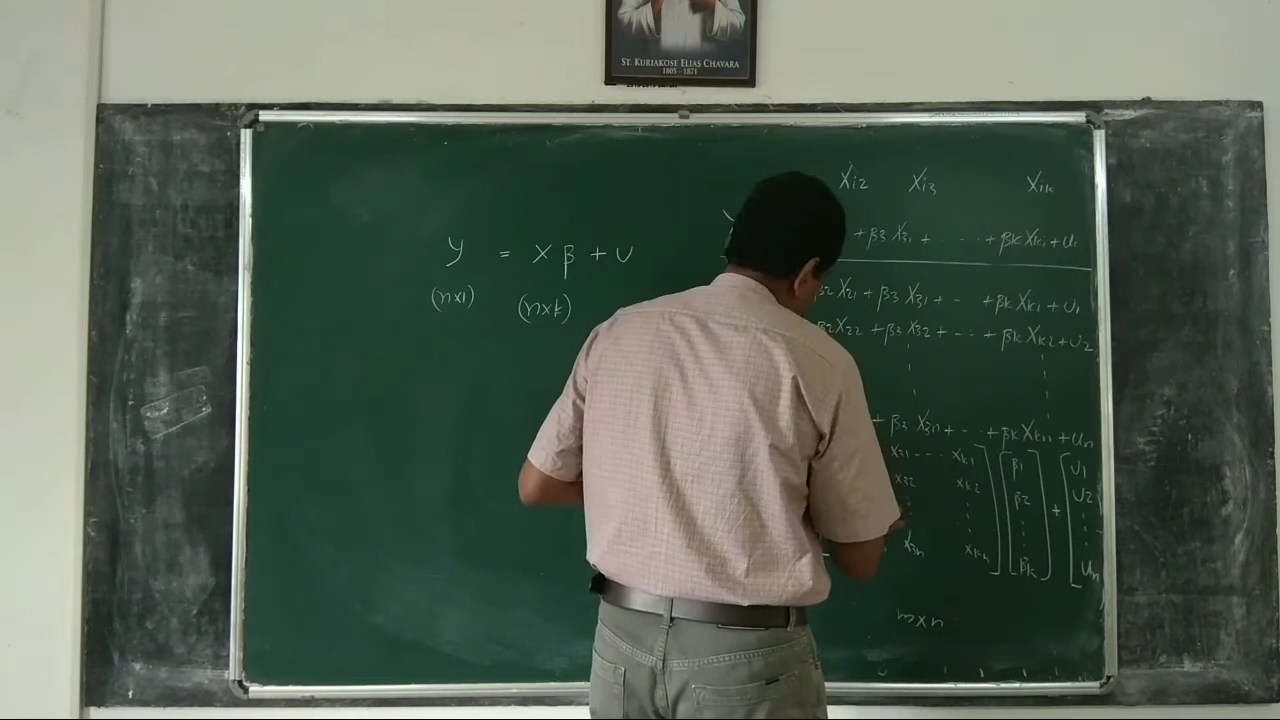 ST. KURIAKOSE ELIAS CHAVARA
1805 - 1871
y = Xβ + U
(n×1) (n×k)
Xi2 Xi3 Xik
+ β3 X3i + ---- + βk Xki + Ui
β2 X21 + β3 X31 + -- + βk Xk1 + U1
β2 X22 + β3 X32 + --- + βk Xk2 + U2
+ β3 X3n + --- + βk Xkn + Un
X31 --- Xk1 β1 U1
X32 Xk2 β2 + U2
X3n Xkn βk Un
m×n